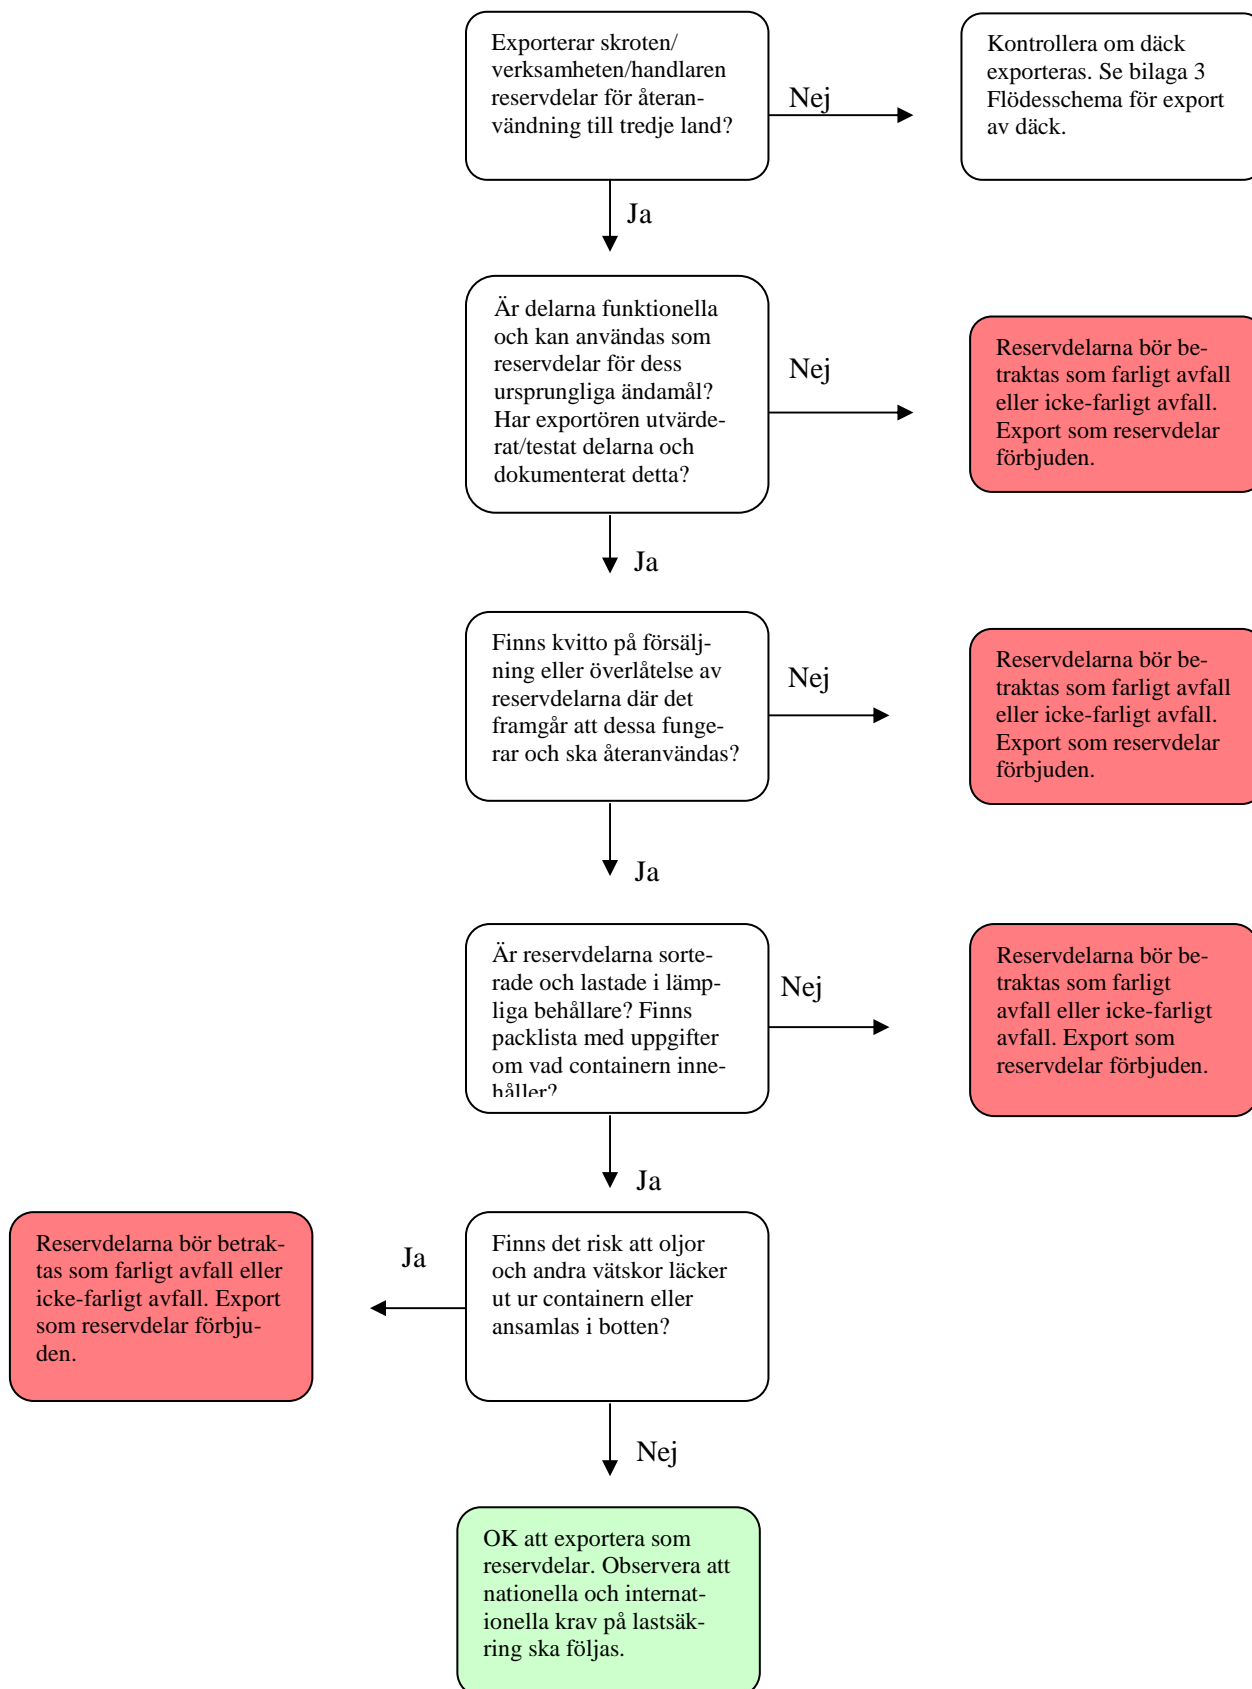 Exporterar skroten/
verksamheten/handlaren
reservdelar för återan-
vändning till tredje land?
Nej
Kontrollera om däck
exporteras. Se bilaga 3
Flödesschema för export
av däck.
Ja
Är delarna funktionella
och kan användas som
reservdelar för dess
ursprungliga ändamål?
Har exportören utvärde-
rat/testat delarna och
dokumenterat detta?
Nej
Reservdelarna bör be-
traktas som farligt avfall
eller icke-farligt avfall.
Export som reservdelar
förbjuden.
Ja
Finns kvitto på försälj-
ning eller överlåtelse av
reservdelarna där det
framgår att dessa funge-
rar och ska återanvändas?
Nej
Reservdelarna bör be-
traktas som farligt avfall
eller icke-farligt avfall.
Export som reservdelar
förbjuden.
Ja
Är reservdelarna sorte-
rade och lastade i lämp-
liga behållare? Finns
packlista med uppgifter
om vad containern inne-
håller?
Nej
Reservdelarna bör be-
traktas som farligt
avfall eller icke-farligt
avfall. Export som
reservdelar förbjuden.
Ja
Finns det risk att oljor
och andra vätskor läcker
ut ur containern eller
ansamlas i botten?
Ja
Reservdelarna bör betrak-
tas som farligt avfall eller
icke-farligt avfall. Export
som reservdelar förbju-
den.
Nej
OK att exportera som
reservdelar. Observera att
nationella och internat-
ionella krav på lastsäk-
ring ska följas.